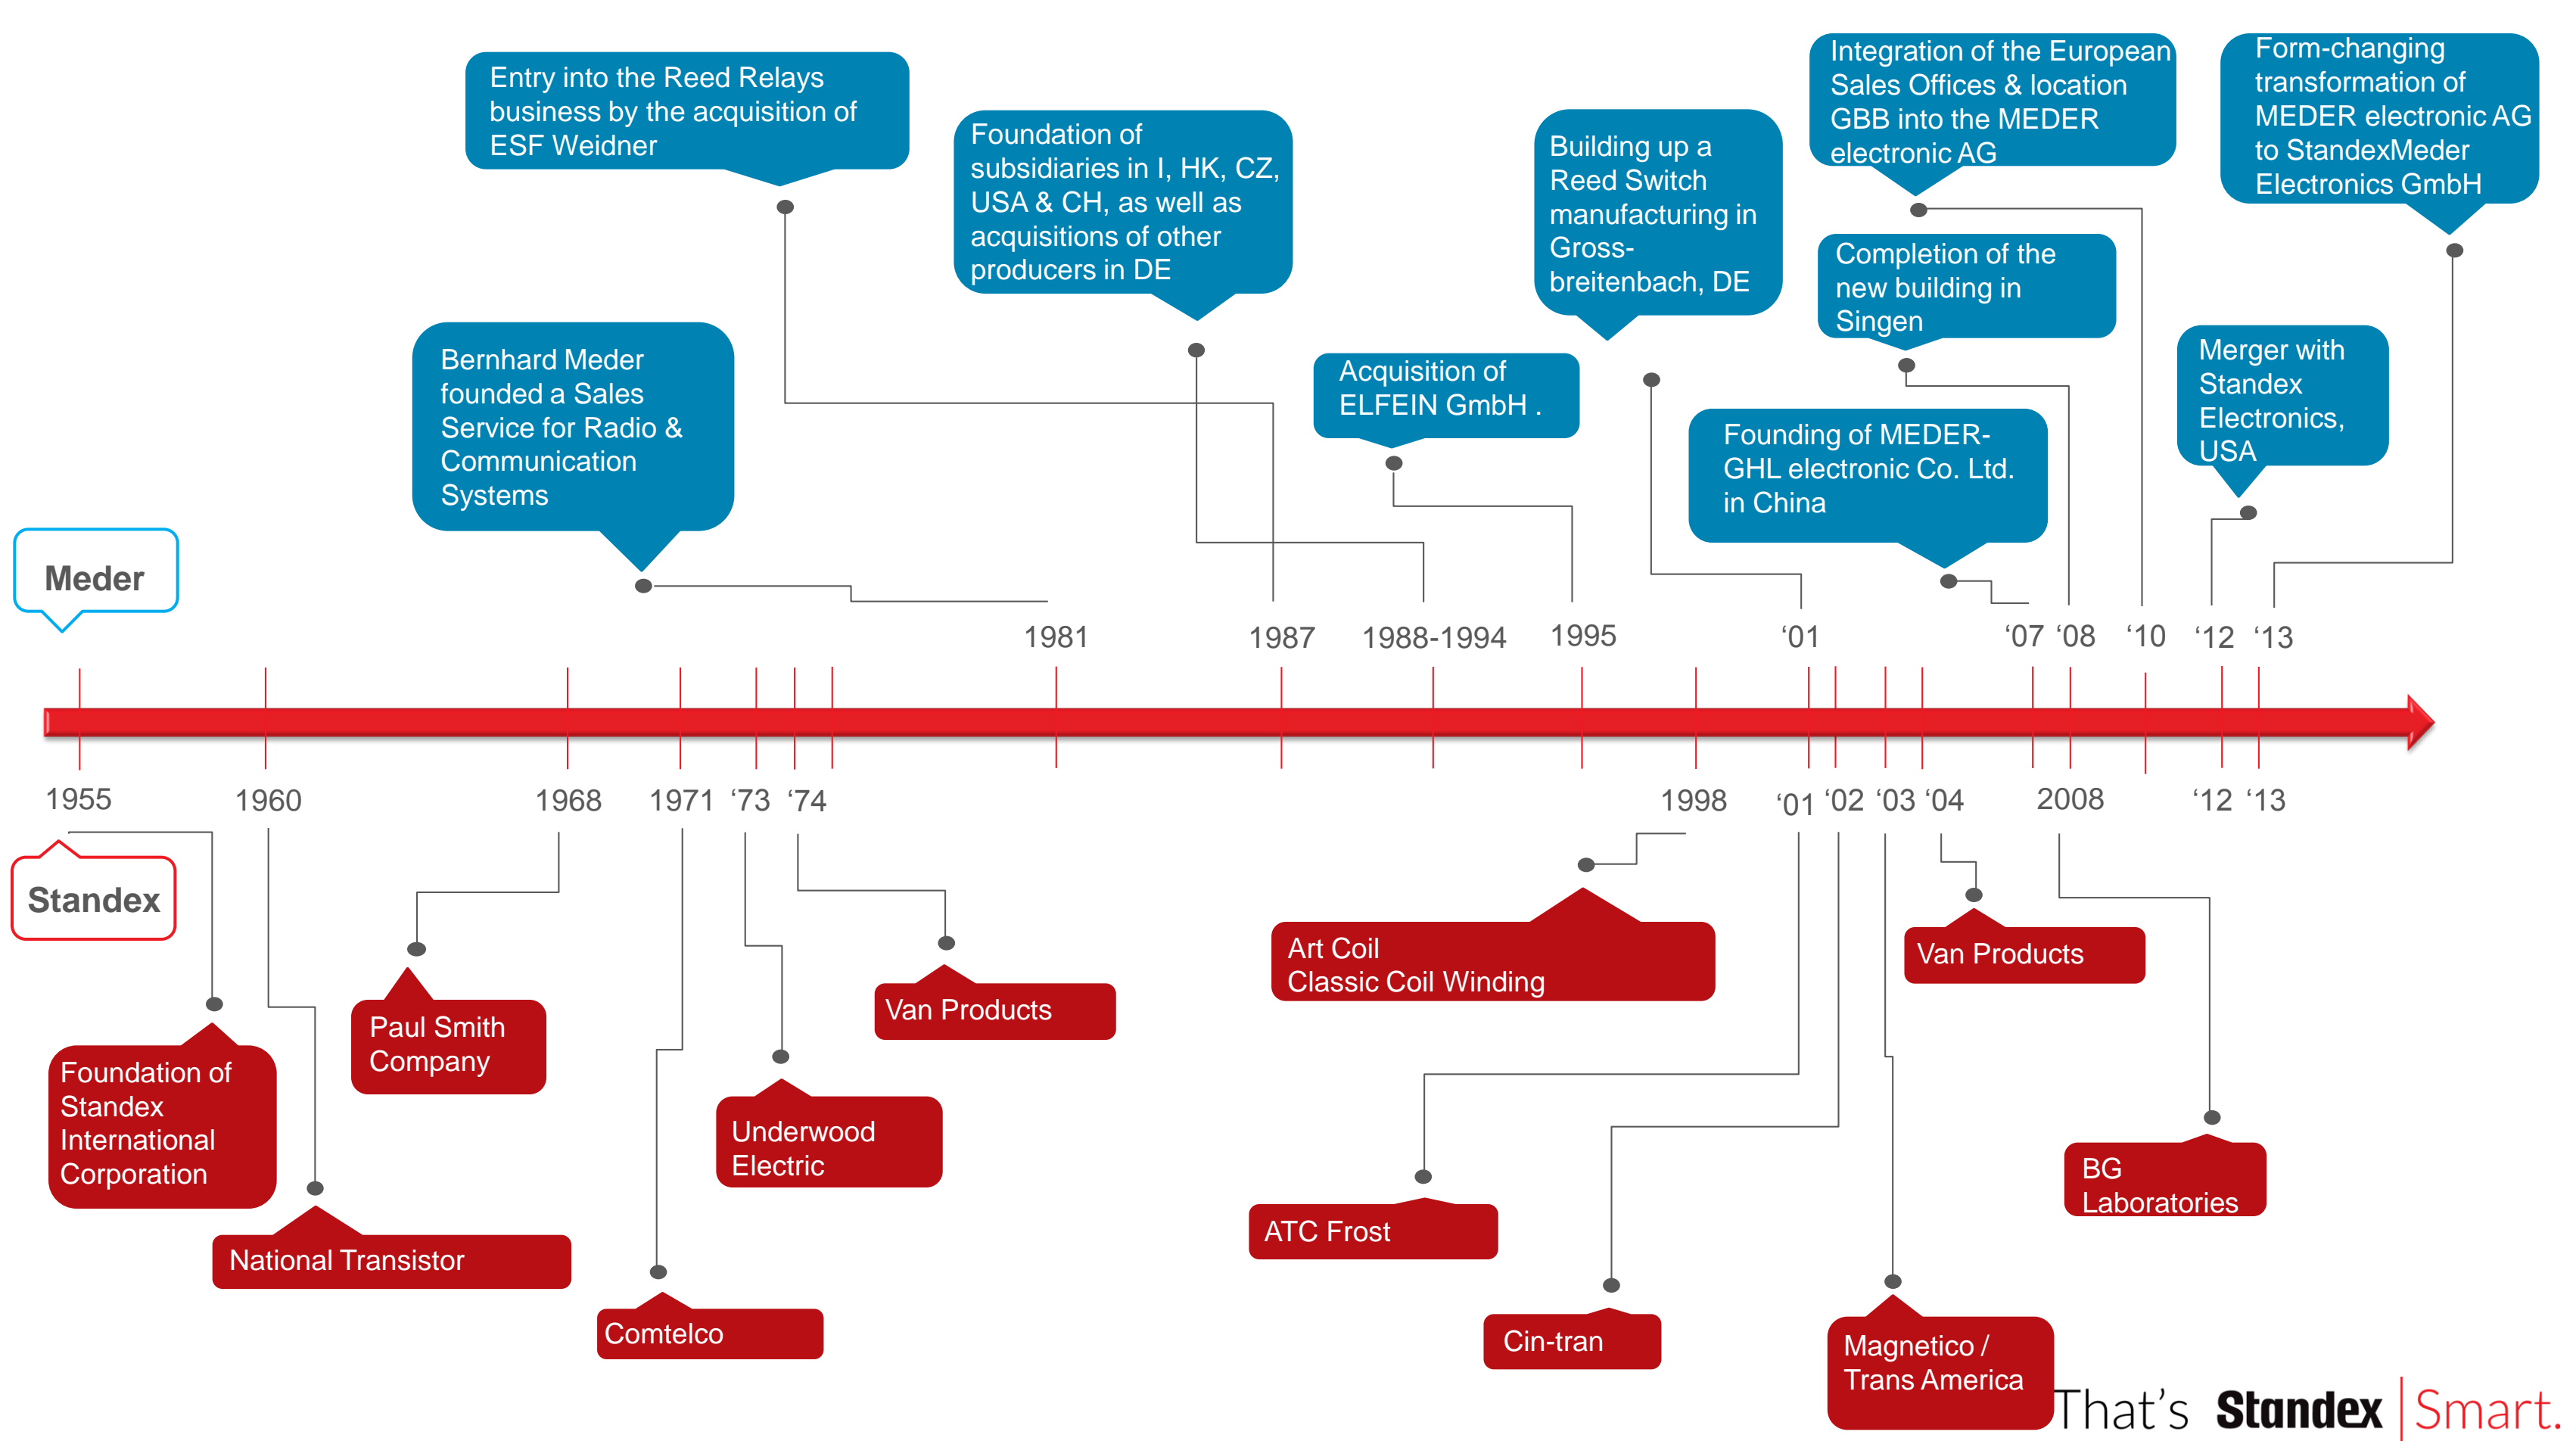 Entry into the Reed Relays
business by the acquisition of
ESF Weidner
Foundation of
subsidiaries in I, HK, CZ,
USA & CH, as well as
acquisitions of other
producers in DE
Building up a
Reed Switch
manufacturing in
Gross-
breitenbach, DE
Integration of the European
Sales Offices & location
GBB into the MEDER
electronic AG
Form-changing
transformation of
MEDER electronic AG
to StandexMeder
Electronics GmbH
Completion of the
new building in
Singen
Bernhard Meder
founded a Sales
Service for Radio &
Communication
Systems
Acquisition of
ELFEIN GmbH .
Founding of MEDER-
GHL electronic Co. Ltd.
in China
Merger with
Standex
Electronics,
USA
Meder
1981
1987
1988-1994
1995
‘01
‘07
‘08
‘10
‘12
‘13
1955
1960
1968
1971
‘73
‘74
1998
‘01
‘02
‘03
‘04
2008
‘12
‘13
Standex
Foundation of
Standex
International
Corporation
National Transistor
Paul Smith
Company
Comtelco
Underwood
Electric
Van Products
Art Coil
Classic Coil Winding
ATC Frost
Cin-tran
Magnetico /
Trans America
Van Products
BG
Laboratories
That’s Standex Smart.